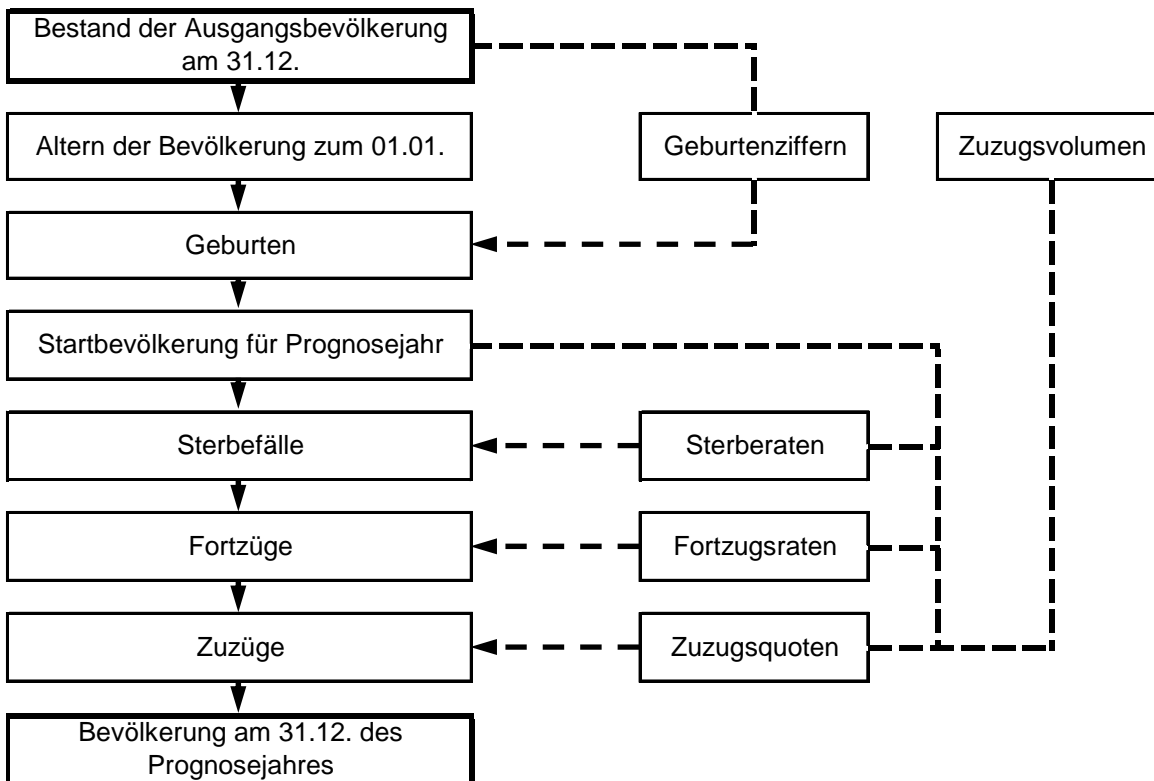 Bestand der Ausgangsbevölkerung
am 31.12.
Altern der Bevölkerung zum 01.01.
Geburtenziffern
Zuzugsvolumen
Geburten
Startbevölkerung für Prognosejahr
Sterbefälle
Sterberaten
Fortzüge
Fortzugsraten
Zuzüge
Zuzugsquoten
Bevölkerung am 31.12. des
Prognosejahres